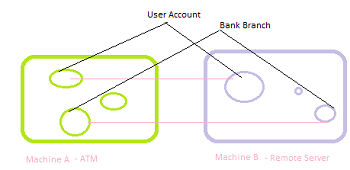 User Account
Bank Branch
Machine A - ATM
Machine B - Remote Server